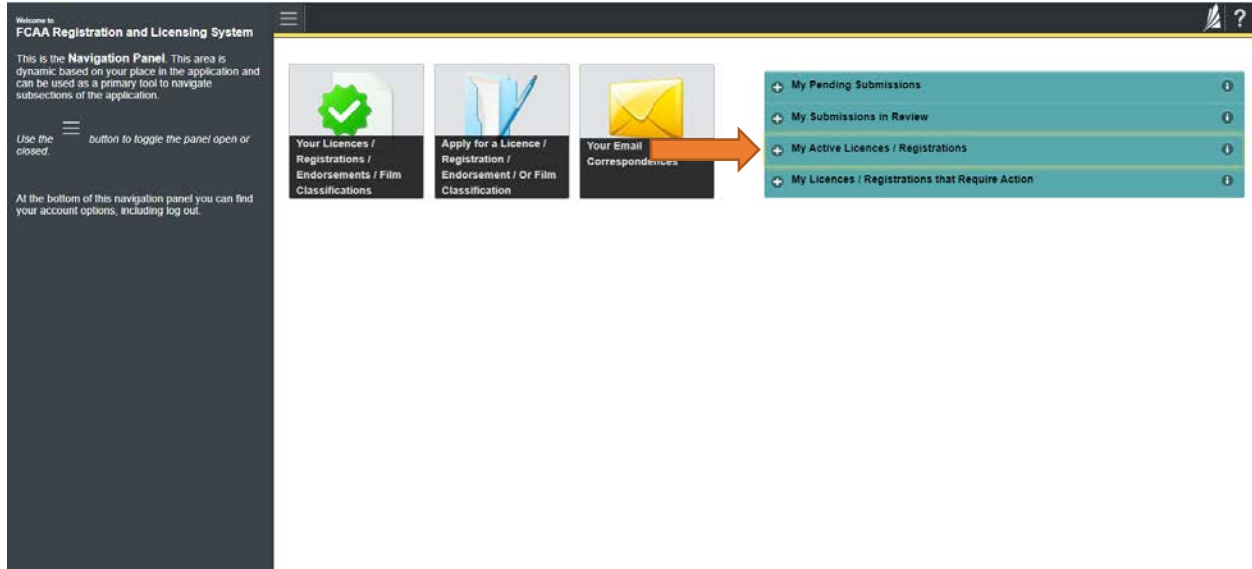 Welcome to
FCAA Registration and Licensing System
This is the Navigation Panel. This area is
dynamic based on your place in the application and
can be used as a primary tool to navigate
subsections of the application.
Use the button to toggle the panel open or
closed.
At the bottom of this navigation panel you can find
your account options, including log out.
?
Your Licences /
Registrations /
Endorsements / Film
Classifications
Apply for a Licence /
Registration /
Endorsement / Or Film
Classification
Your Email
Correspondences
My Pending Submissions
My Submissions in Review
My Active Licences / Registrations
My Licences / Registrations that Require Action